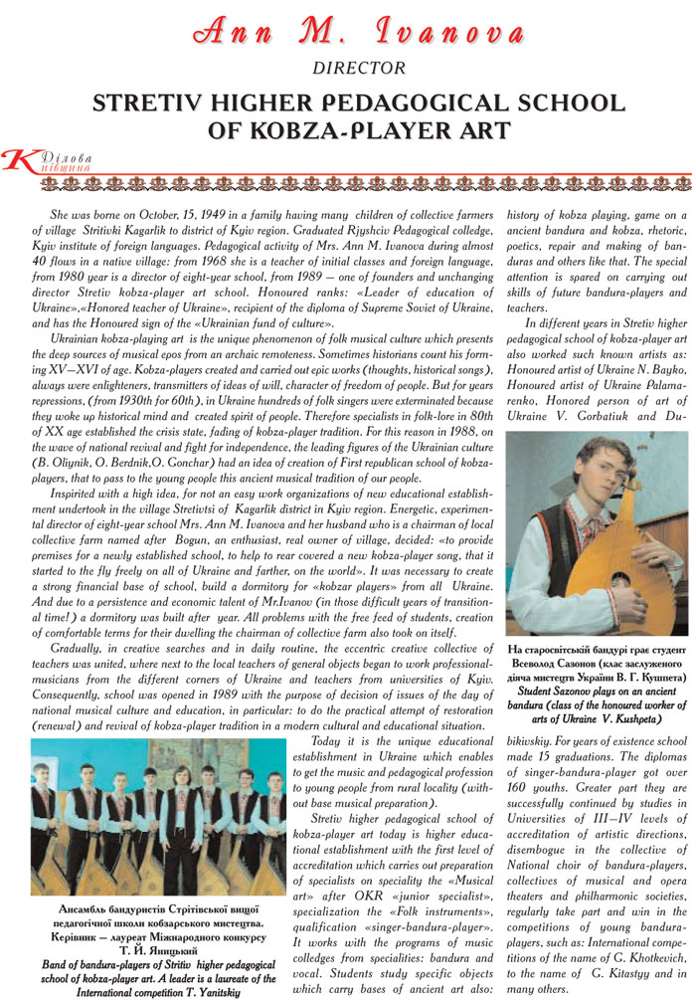 Ann M. Ivanova
DIRECTOR
STRETIV HIGHER PEDAGOGICAL SCHOOL
OF KOBZA-PLAYER ART
Ділова
Київщина
She was borne on October, 15, 1949 in a family having many children of collective farmers
of village Stritivki Kagarlik to district of Kyiv region. Graduated Rjyshciv Pedagogical colledge,
Kyiv institute of foreign languages. Pedagogical activity of Mrs. Ann M. Ivanova during almost
40 flows in a native village: from 1968 she is a teacher of initial classes and foreign language,
from 1980 year is a director of eight-year school, from 1989 — one of founders and unchanging
director Stretiv kobza-player art school. Honoured ranks: «Leader of education of
Ukraine»,«Honored teacher of Ukraine», recipient of the diploma of Supreme Soviet of Ukraine,
and has the Honoured sign of the «Ukrainian fund of culture».
Ukrainian kobza-playing art is the unique phenomenon of folk musical culture which presents
the deep sources of musical epos from an archaic remoteness. Sometimes historians count his form-
ing XV—XVI of age. Kobza-players created and carried out epic works (thoughts, historical songs),
always were enlighteners, transmitters of ideas of will, character of freedom of people. But for years
repressions, (from 1930th for 60th), in Ukraine hundreds of folk singers were exterminated because
they woke up historical mind and created spirit of people. Therefore specialists in folk-lore in 80th
of XX age established the crisis state, fading of kobza-player tradition. For this reason in 1988, on
the wave of national revival and fight for independence, the leading figures of the Ukrainian culture
(B. Oliynik, O. Berdnik,O. Gonchar) had an idea of creation of First republican school of kobza-
players, that to pass to the young people this ancient musical tradition of our people.
Inspirited with a high idea, for not an easy work organizations of new educational establish-
ment undertook in the village Stretivtsi of Kagarlik district in Kyiv region. Energetic, experimen-
tal director of eight-year school Mrs. Ann M. Ivanova and her husband who is a chairman of local
collective farm named after Bogun, an enthusiast, real owner of village, decided: «to provide
premises for a newly established school, to help to rear covered a new kobza-player song, that it
started to the fly freely on all of Ukraine and farther, on the world». It was necessary to create
a strong financial base of school, build a dormitory for «kobzar players» from all Ukraine.
And due to a persistence and economic talent of Mr.Ivanov (in those difficult years of transition-
al time!) a dormitory was built after year. All problems with the free feed of students, creation
of comfortable terms for their dwelling the chairman of collective farm also took on itself.
Gradually, in creative searches and in daily routine, the eccentric creative collective of
teachers was united, where next to the local teachers of general objects began to work professional-
musicians from the different corners of Ukraine and teachers from universities of Kyiv.
Consequently, school was opened in 1989 with the purpose of decision of issues of the day of
national musical culture and education, in particular: to do the practical attempt of restoration
(renewal) and revival of kobza-player tradition in a modern cultural and educational situation.
Today it is the unique educational
establishment in Ukraine which enables
to get the music and pedagogical profession
to young people from rural locality (with-
out base musical preparation).
Stretiv higher pedagogical school of
kobza-player art today is higher educa-
tional establishment with the first level of
accreditation which carries out preparation
of specialists on speciality the «Musical
art» after OKR «junior specialist»,
specialization the «Folk instruments»,
qualification «singer-bandura-player».
It works with the programs of music
colledges from specialities: bandura and
vocal. Students study specific objects
which carry bases of ancient art also:
Ансамбль бандуристів Стрітівської вищої
педагогічної школи кобзарського мистецтва.
Керівник — лауреат Міжнародного конкурсу
Т. Й. Яницький
Band of bandura-players of Stritiv higher pedagogical
school of kobza-player art. A leader is a laureate of the
International competition T. Yanitskiy
history of kobza playing, game on a
ancient bandura and kobza, rhetoric,
poetics, repair and making of ban-
duras and others like that. The special
attention is spared on carrying out
skills of future bandura-players and
teachers.
In different years in Stretiv higher
pedagogical school of kobza-player art
also worked such known artists as:
Honoured artist of Ukraine N. Bayko,
Honoured artist of Ukraine Palama-
renko, Honored person of art of
Ukraine V. Gorbatiuk and Du-
На старосвітській бандурі грає студент
Всеволод Сазонов (клас заслуженого
діяча мистецтв України В. Г. Кушпета)
Student Sazonov plays on an ancient
bandura (class of the honoured worker of
arts of Ukraine V. Kushpeta)
bikivskiy. For years of existence school
made 15 graduations. The diplomas
of singer-bandura-player got over
160 youths. Greater part they are
successfully continued by studies in
Universities of III—IV levels of
accreditation of artistic directions,
disembogue in the collective of
National choir of bandura-players,
collectives of musical and opera
theaters and philharmonic societies,
regularly take part and win in the
competitions of young bandura-
players, such as: International compe-
titions of the name of G. Khotkevich,
to the name of G. Kitastyy and in
many others.